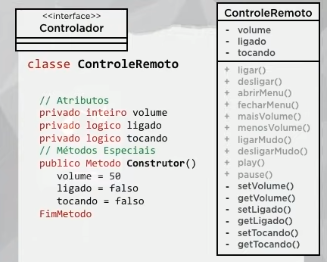 <<interface>>
Controlador
classe ControleRemoto
// Atributos
privado inteiro volume
privado logico ligado
privado logico tocando
// Métodos Especiais
publico Metodo Construtor()
volume = 50
ligado = falso
tocando = falso
FimMetodo
ControleRemoto
- volume
- ligado
- tocando
+ ligar()
+ desligar()
+ abrirMenu()
+ fecharMenu()
+ maisVolume()
+ menosVolume()
+ ligarMudo()
+ desligarMudo()
+ play()
+ pause()
- setVolume()
- getVolume()
- setLigado()
- getLigado()
- setTocando()
- getTocando()